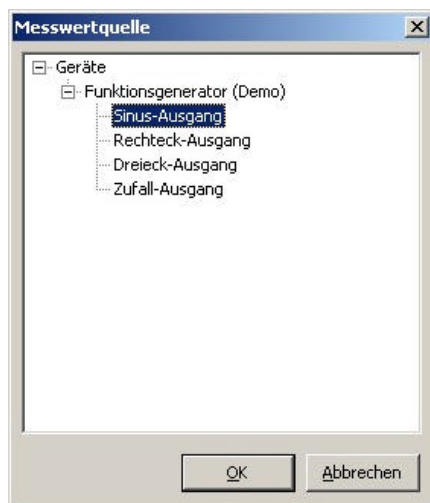 Messwertquelle
Geräte
Funktionsgenerator (Demo)
Sinus-Ausgang
Rechteck-Ausgang
Dreieck-Ausgang
Zufall-Ausgang
OK Abbrechen